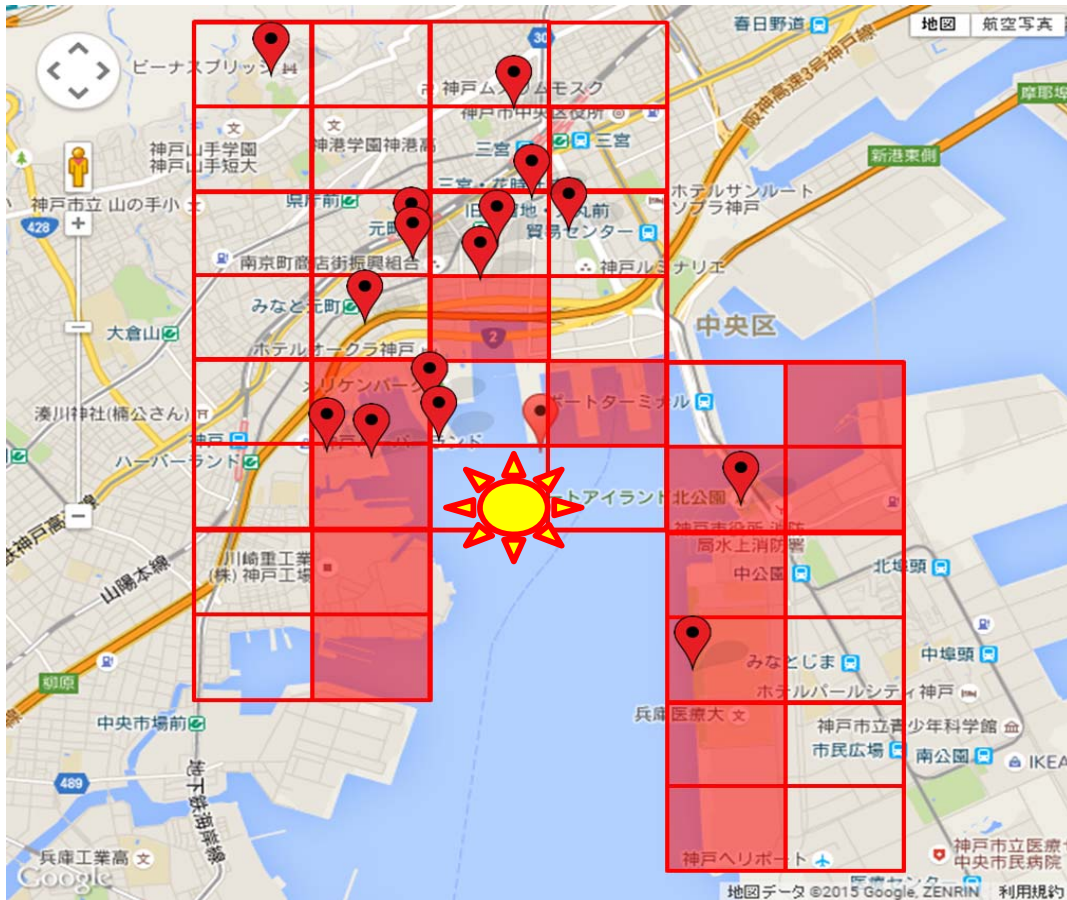 春日野道
地図
航空写真
30
ビーナスブリッジ
神戸ムスリムモスク
神戸市中央区役所
阪神高速3号神戸線
摩耶埠
神戸山手学園
神戸山手短大
神港学園神港高
三宮
三宮
新港東側
神戸市立 山の手小
県庁前
三宮・花時計
ホテルサンルート
ソプラ神戸
428
元町
旧居留地・大丸前
貿易センター
南京町商店街振興組合
神戸ルミナリエ
みなと元町
大倉山
2
中央区
ホテルオークラ神戸
メリケンパーク
湊川神社(楠公さん)
ポートターミナル
神戸
神戸ハーバーランド
ハーバーランド
ポートアイランド北公園
神戸市役所 消防
局水上消防署
川崎重工業
(株) 神戸工場
中公園
北埠頭
山陽本線
柳原
みなとじま
中埠頭
ホテルパールシティ神戸
中央市場前
兵庫医療大
神戸市立青少年科学館
市民広場
南公園
IKEA
489
地下鉄海岸線
兵庫工業高
神戸ヘリポート
神戸市立医療
中央市民病院
医療センター
Google
地図データ ©2015 Google, ZENRIN
利用規約